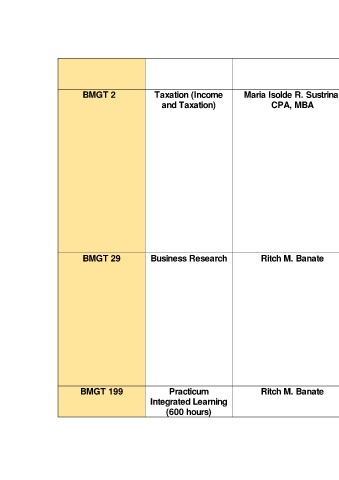 BMGT 2
Taxation (Income
and Taxation)
Maria Isolde R. Sustrina
CPA, MBA
BMGT 29
Business Research
Ritch M. Banate
BMGT 199
Practicum
Integrated Learning
(600 hours)
Ritch M. Banate